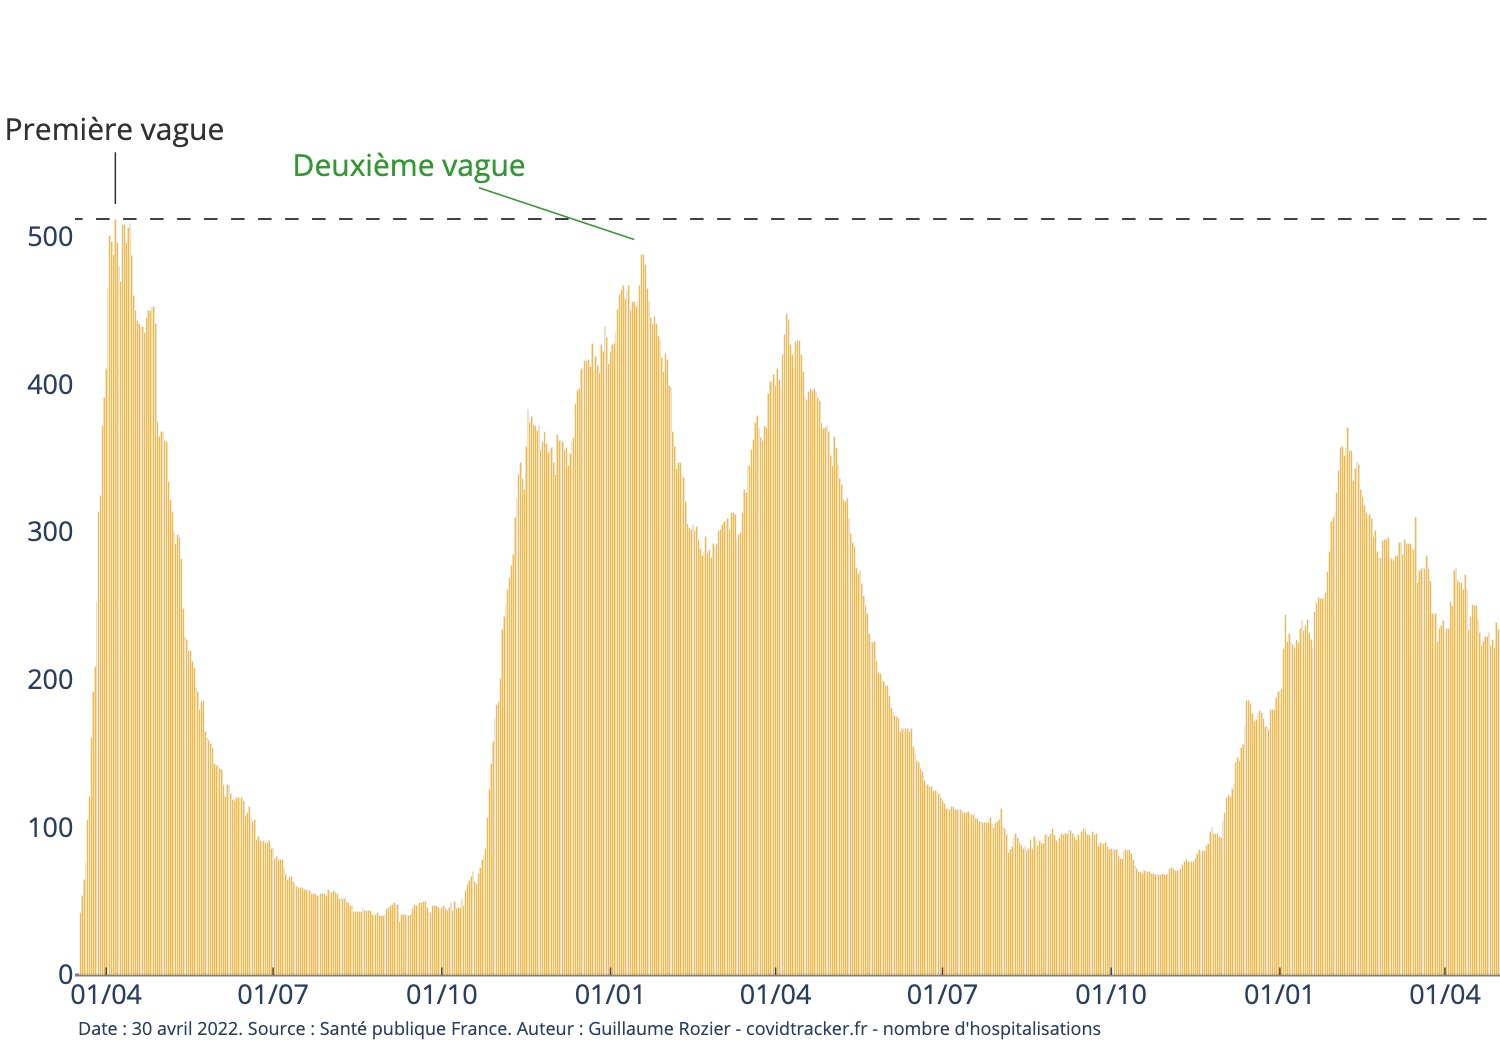 Première vague
Deuxième vague
500
400
300
200
100
0
01/04 01/07 01/10 01/01 01/04 01/07 01/10 01/01 01/04
Date : 30 avril 2022. Source : Santé publique France. Auteur : Guillaume Rozier - covidtracker.fr - nombre d'hospitalisations